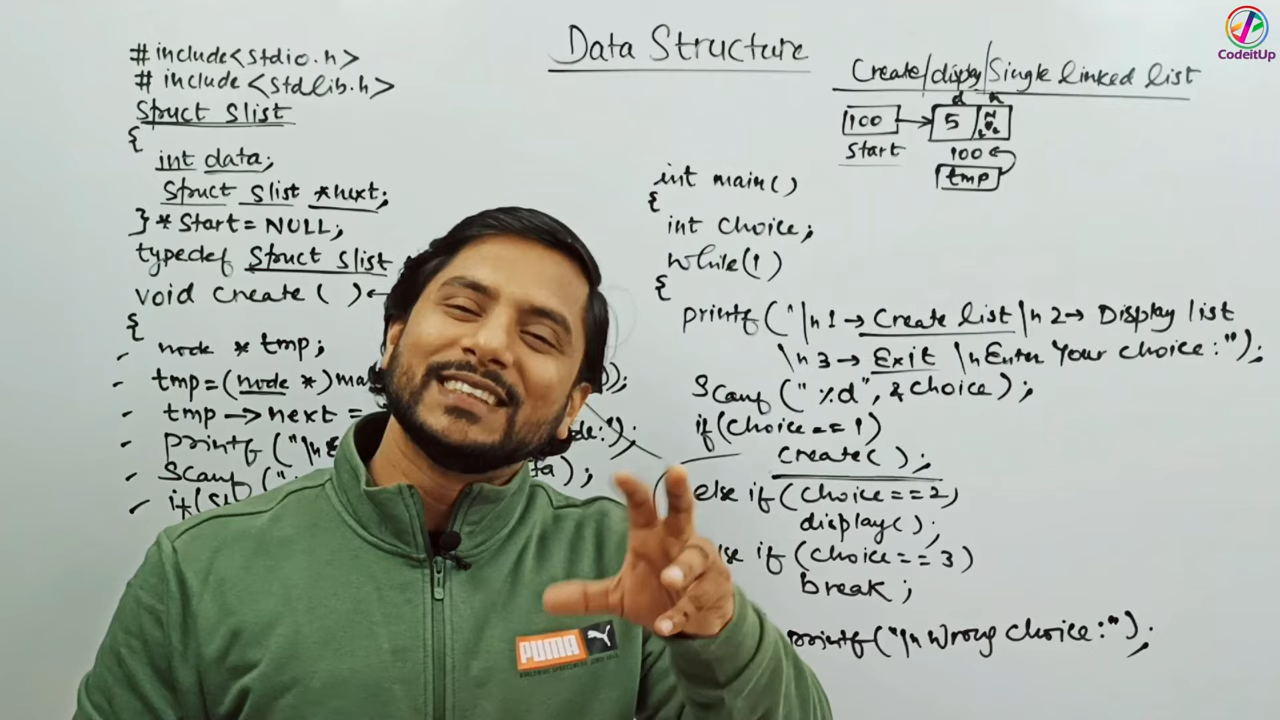 CodeitUp
Data Structure
Create/display/Single linked list
# include<stdio.h>
# include<stdlib.h>
Struct Slist
{
int data;
Struct Slist *next;
} * Start = NULL;
typedef Struct Slist
void create ( ) ←
{
node * tmp;
tmp=(node *)ma );
tmp → next =
printf ("\n de:");
Scanf (" ta);
if(St
d n
100 → 5
Start 100
tmp
int main()
{
int choice;
while(1)
{
printf ("\n 1→ Create list \n 2→ Display list
\n 3→ Exit \n Enter Your choice:");
Scanf ("%d", &choice);
if(choice == 1)
create( );
else if(choice==2)
display();
lse if (choice==3)
break ;
printf("\n Wrong choice:");
PUMA